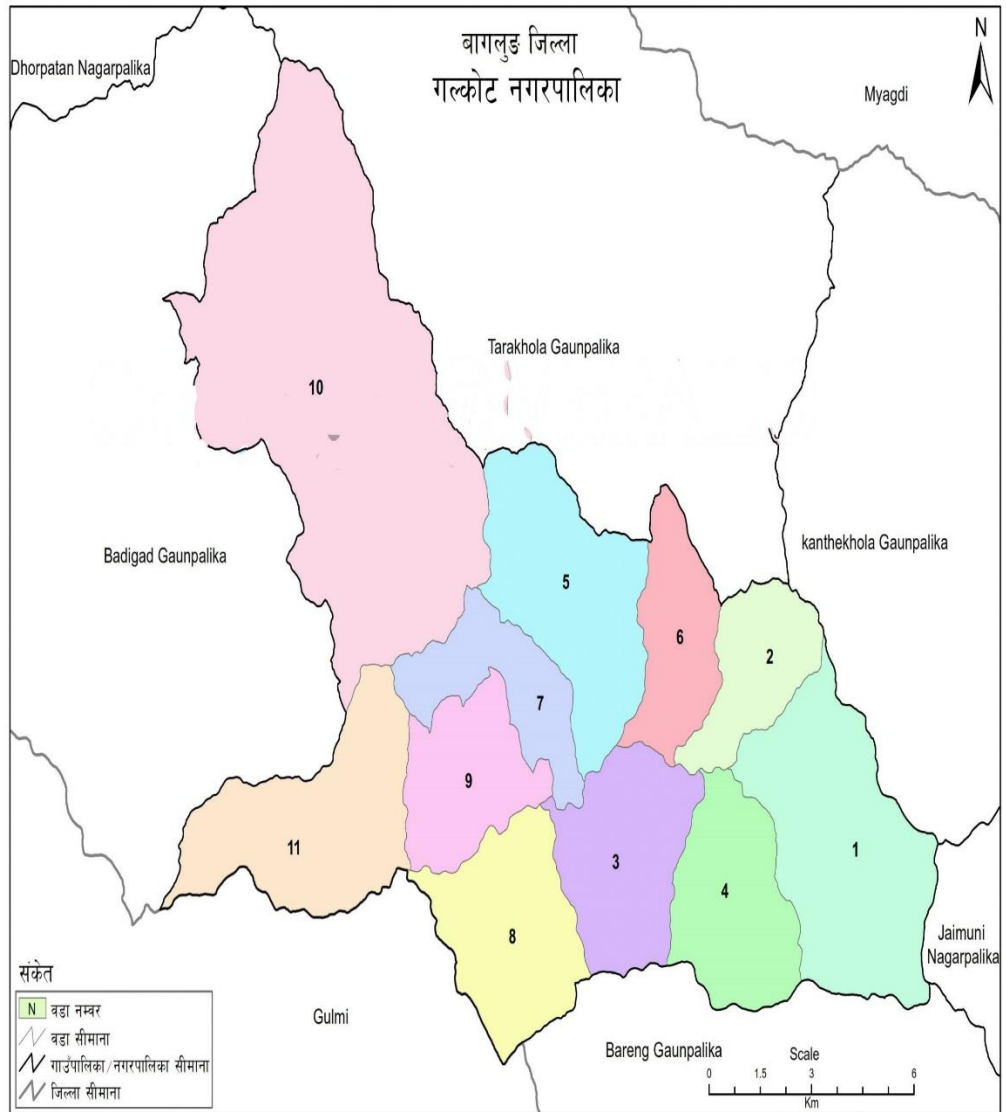 बागलुङ जिल्ला
गल्कोट नगरपालिका
N
Dhorpatan Nagarpalika
Myagdi
Tarakhola Gaunpalika
10
Badigad Gaunpalika
kanthekhola Gaunpalika
5
6
2
7
9
11
3
4
1
8
Jaimuni
Nagarpalika
Gulmi
Bareng Gaunpalika
संकेत
N वडा नम्बर
वडा सीमाना
गाउँपालिका/नगरपालिका सीमाना
जिल्ला सीमाना
Scale
0 1.5 3 6
Km